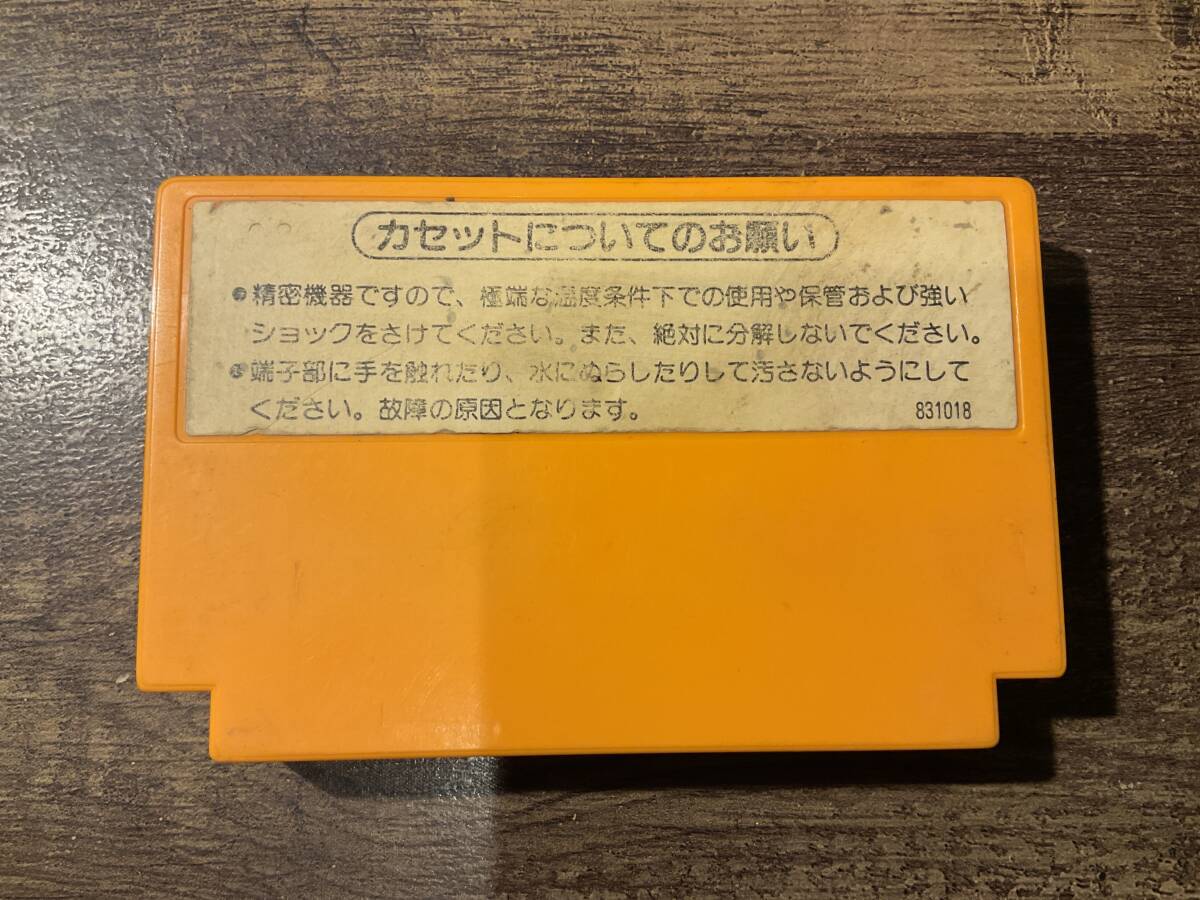 カセットについてのお願い
●精密機器ですので、極端な温度条件下での使用や保管および強い
ショックをさけてください。また、絶対に分解しないでください。
●端子部に手を触れたり、水にぬらしたりして汚さないようにして
ください。故障の原因となります。 831018